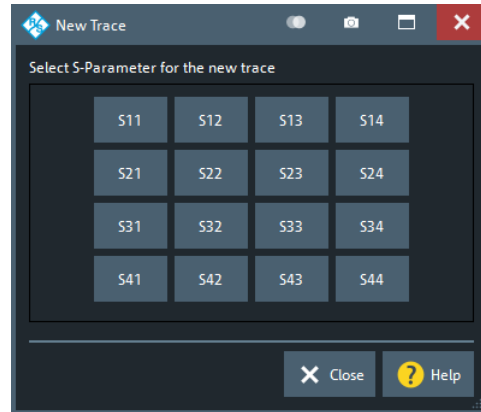 New Trace
Select S-Parameter for the new trace
S11 S12 S13 S14
S21 S22 S23 S24
S31 S32 S33 S34
S41 S42 S43 S44
Close ? Help